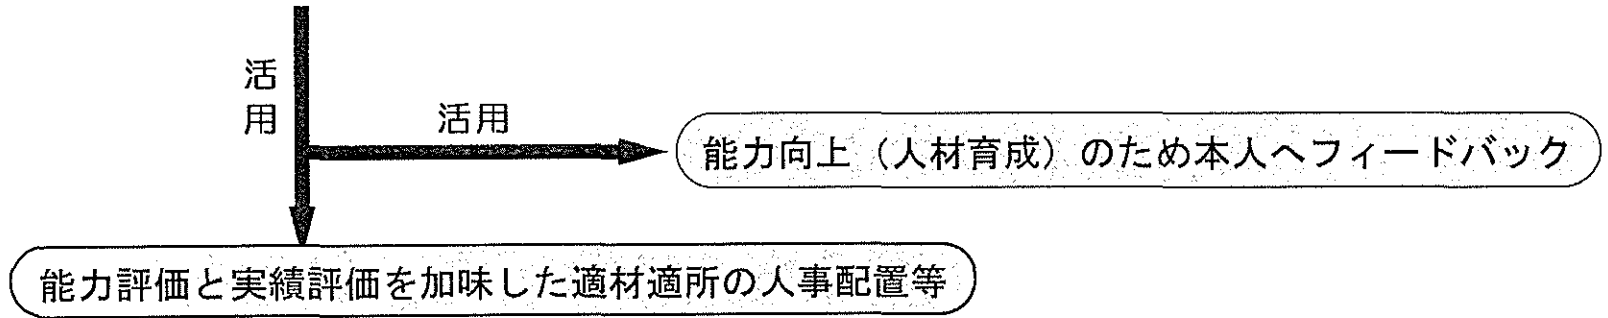 活用
活用
能力向上（人材育成）のため本人へフィードバック
能力評価と実績評価を加味した適材適所の人事配置等